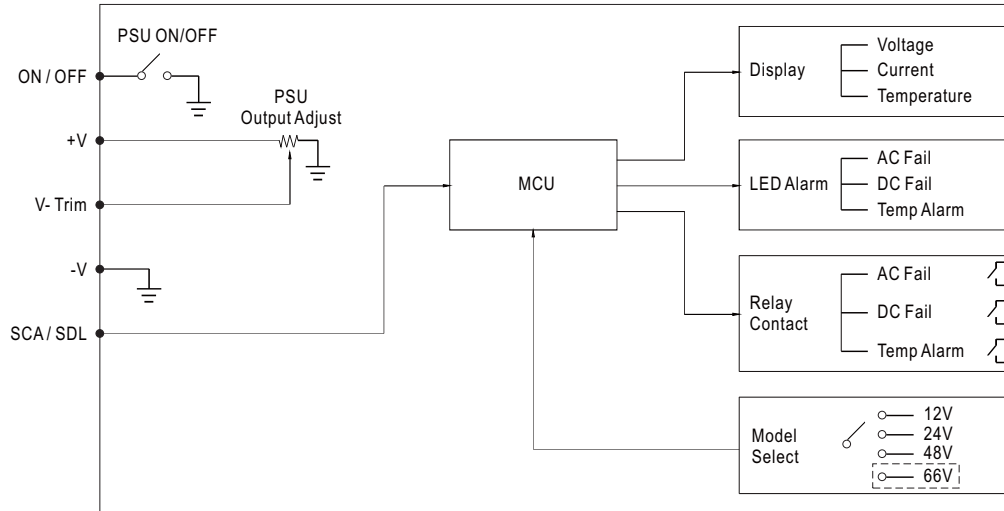 PSU ON/OFF
ON / OFF
PSU
Output Adjust
+V
V- Trim
-V
SCA / SDL
MCU
Display
Voltage
Current
Temperature
LED Alarm
AC Fail
DC Fail
Temp Alarm
Relay
Contact
AC Fail
DC Fail
Temp Alarm
Model
Select
12V
24V
48V
66V